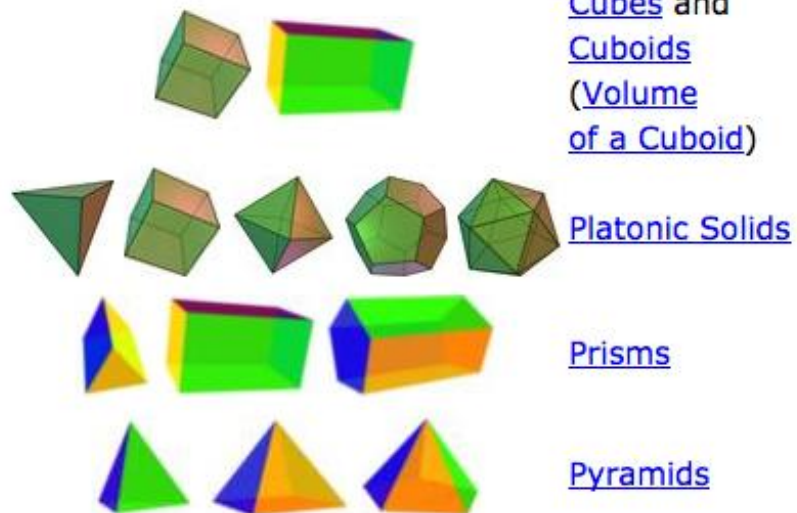 Cubes and
Cuboids
(Volume
of a Cuboid)
Platonic Solids
Prisms
Pyramids